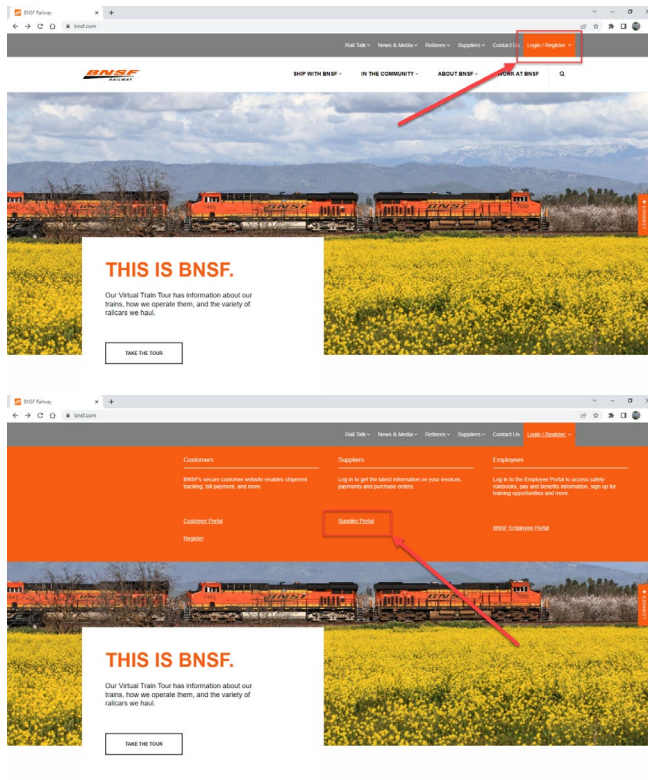 BNSF Railway
bnsf.com
Rail Talk News & Media Retirees Suppliers Contact Us Login / Register
BNSF
RAILWAY
SHIP WITH BNSF IN THE COMMUNITY ABOUT BNSF WORK AT BNSF
THIS IS BNSF.
Our Virtual Train Tour has information about our
trains, how we operate them, and the variety of
railcars we haul.
TAKE THE TOUR
BNSF Railway
bnsf.com
Rail Talk News & Media Retirees Suppliers Contact Us Login / Register
Customers
BNSF's secure customer website enables shipment
tracking, bill payment, and more.
Customer Portal
Register
Suppliers
Log in to get the latest information on your invoices,
payments and purchase orders.
Supplier Portal
Employees
Log in to the Employee Portal to access safety
rulebooks, pay and benefits information, sign up for
training opportunities and more.
BNSF Employee Portal
THIS IS BNSF.
Our Virtual Train Tour has information about our
trains, how we operate them, and the variety of
railcars we haul.
TAKE THE TOUR